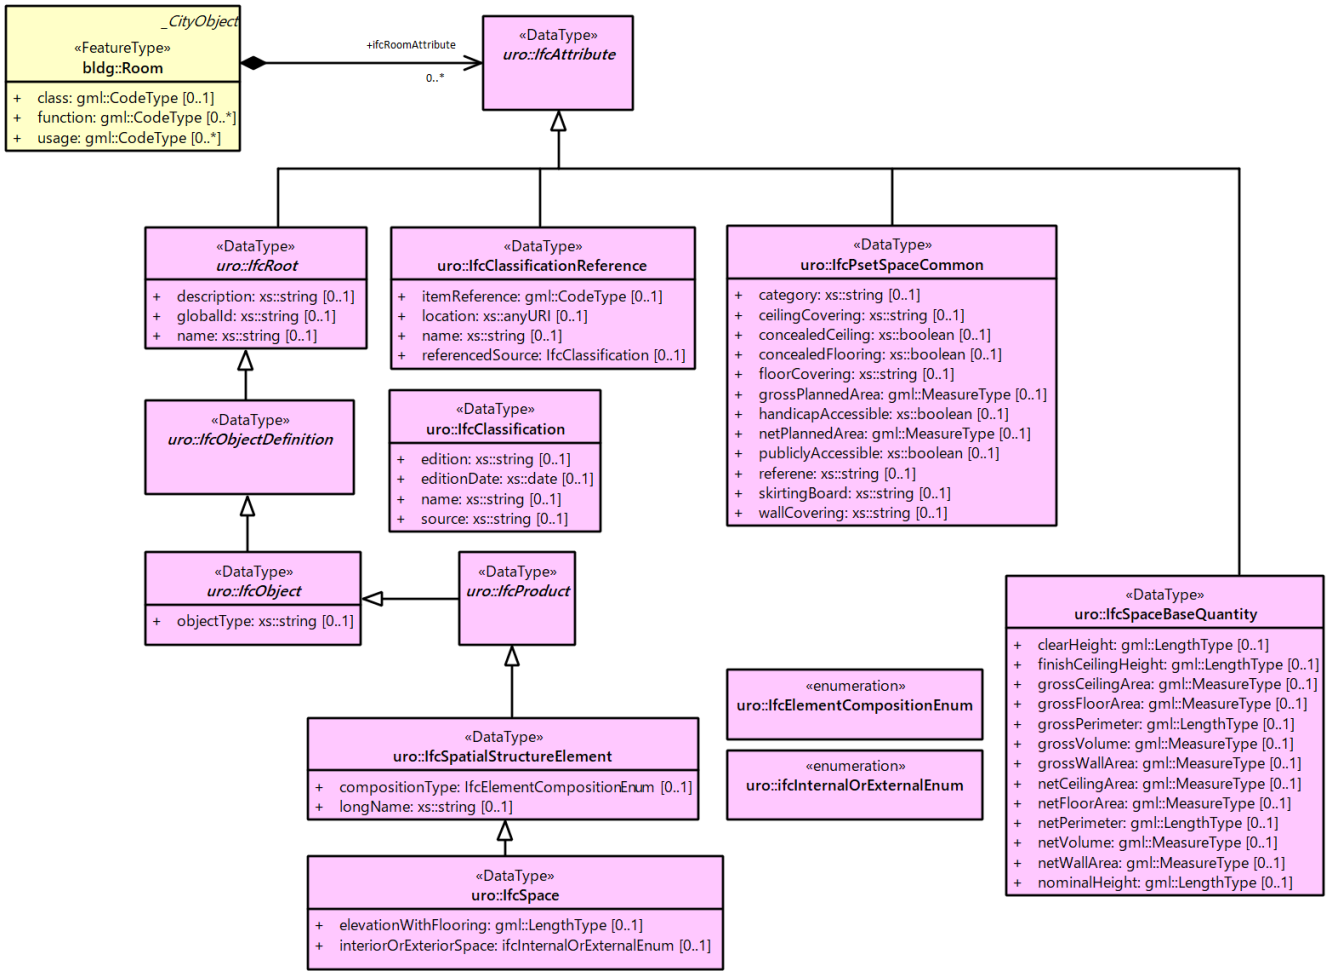 _CityObject
«FeatureType»
bldg::Room
+ class: gml::CodeType [0..1]
+ function: gml::CodeType [0..*]
+ usage: gml::CodeType [0..*]
+ifcRoomAttribute
0..*
«DataType»
uro::IfcAttribute
«DataType»
uro::IfcRoot
+ description: xs::string [0..1]
+ globalId: xs::string [0..1]
+ name: xs::string [0..1]
«DataType»
uro::IfcClassificationReference
+ itemReference: gml::CodeType [0..1]
+ location: xs::anyURI [0..1]
+ name: xs::string [0..1]
+ referencedSource: IfcClassification [0..1]
«DataType»
uro::IfcPsetSpaceCommon
+ category: xs::string [0..1]
+ ceilingCovering: xs::string [0..1]
+ concealedCeiling: xs::boolean [0..1]
+ concealedFlooring: xs::boolean [0..1]
+ floorCovering: xs::string [0..1]
+ grossPlannedArea: gml::MeasureType [0..1]
+ handicapAccessible: xs::boolean [0..1]
+ netPlannedArea: gml::MeasureType [0..1]
+ publiclyAccessible: xs::boolean [0..1]
+ referene: xs::string [0..1]
+ skirtingBoard: xs::string [0..1]
+ wallCovering: xs::string [0..1]
«DataType»
uro::IfcObjectDefinition
«DataType»
uro::IfcClassification
+ edition: xs::string [0..1]
+ editionDate: xs::date [0..1]
+ name: xs::string [0..1]
+ source: xs::string [0..1]
«DataType»
uro::IfcObject
+ objectType: xs::string [0..1]
«DataType»
uro::IfcProduct
«DataType»
uro::IfcSpaceBaseQuantity
+ clearHeight: gml::LengthType [0..1]
+ finishCeilingHeight: gml::LengthType [0..1]
+ grossCeilingArea: gml::MeasureType [0..1]
+ grossFloorArea: gml::MeasureType [0..1]
+ grossPerimeter: gml::LengthType [0..1]
+ grossVolume: gml::MeasureType [0..1]
+ grossWallArea: gml::MeasureType [0..1]
+ netCeilingArea: gml::MeasureType [0..1]
+ netFloorArea: gml::MeasureType [0..1]
+ netPerimeter: gml::LengthType [0..1]
+ netVolume: gml::MeasureType [0..1]
+ netWallArea: gml::MeasureType [0..1]
+ nominalHeight: gml::LengthType [0..1]
«enumeration»
uro::IfcElementCompositionEnum
«enumeration»
uro::ifcInternalOrExternalEnum
«DataType»
uro::IfcSpatialStructureElement
+ compositionType: IfcElementCompositionEnum [0..1]
+ longName: xs::string [0..1]
«DataType»
uro::IfcSpace
+ elevationWithFlooring: gml::LengthType [0..1]
+ interiorOrExteriorSpace: ifcInternalOrExternalEnum [0..1]